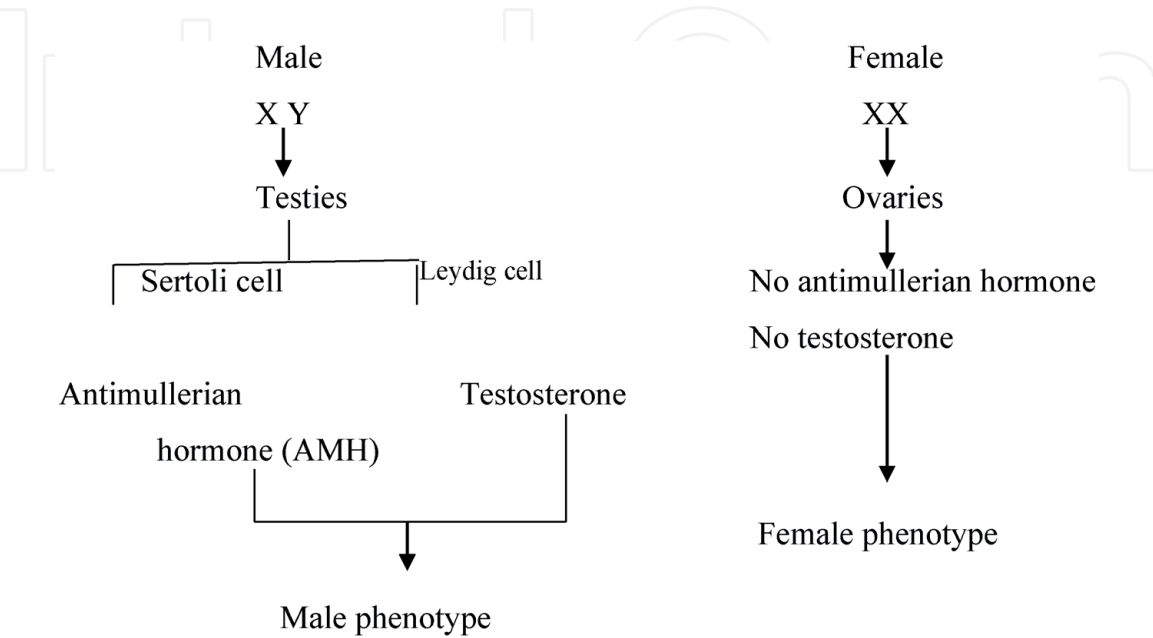 Male
X Y
Testies
Sertoli cell
Leydig cell
Antimullerian
hormone (AMH)
Testosterone
Male phenotype
Female
XX
Ovaries
No antimullerian hormone
No testosterone
Female phenotype